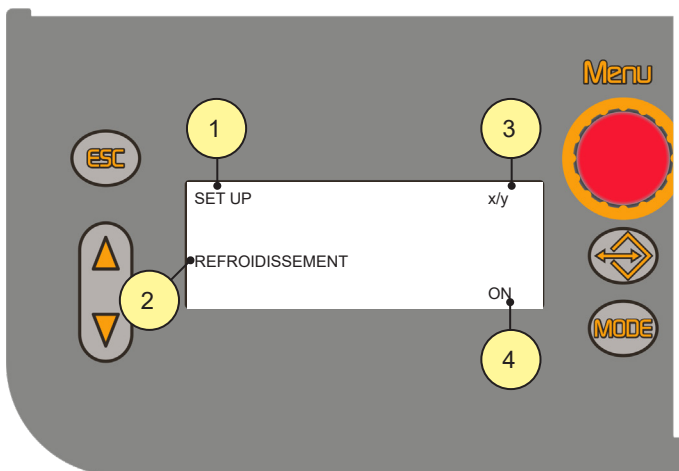 Menu
1
3
ESC
SET UP
x/y
REFROIDISSEMENT
2
ON
MODE
4